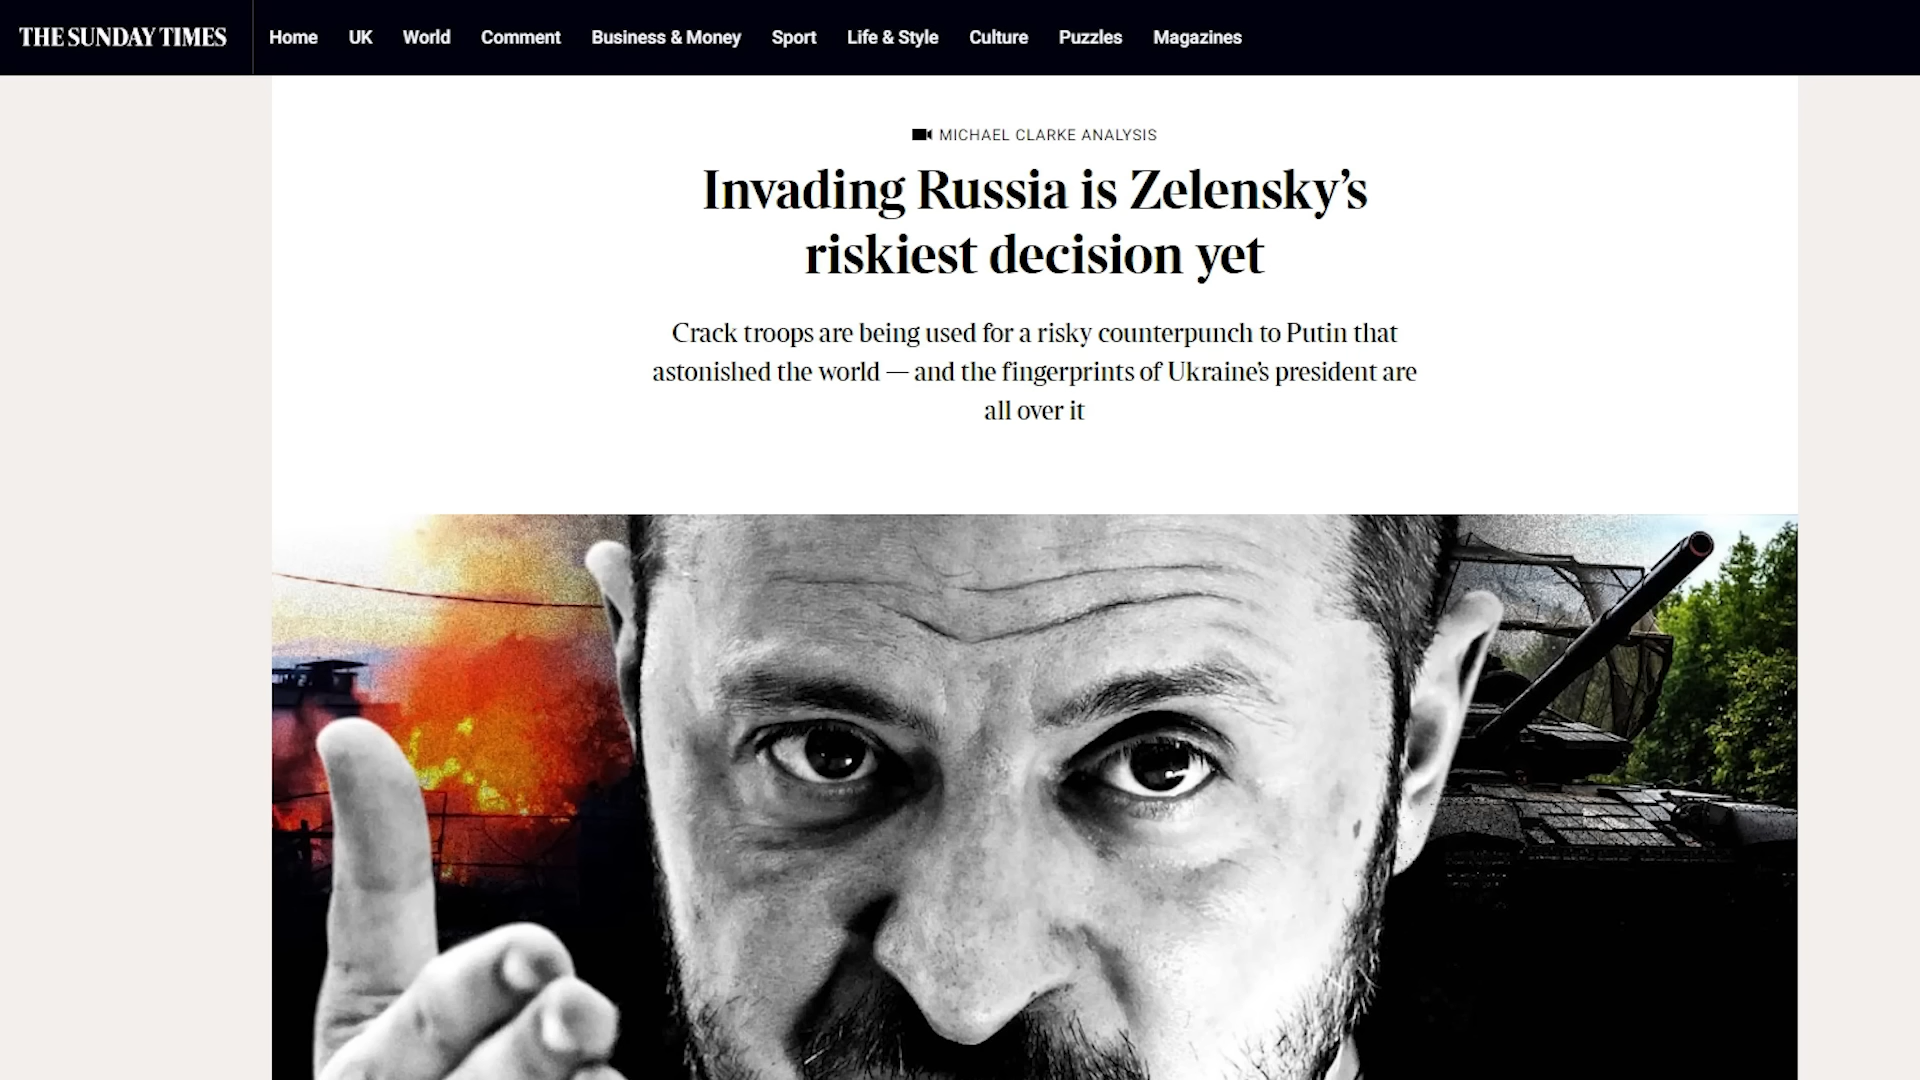 THE SUNDAY TIMES
Home UK World Comment Business & Money Sport Life & Style Culture Puzzles Magazines
MICHAEL CLARKE ANALYSIS
Invading Russia is Zelensky’s
riskiest decision yet
Crack troops are being used for a risky counterpunch to Putin that
astonished the world — and the fingerprints of Ukraine’s president are
all over it